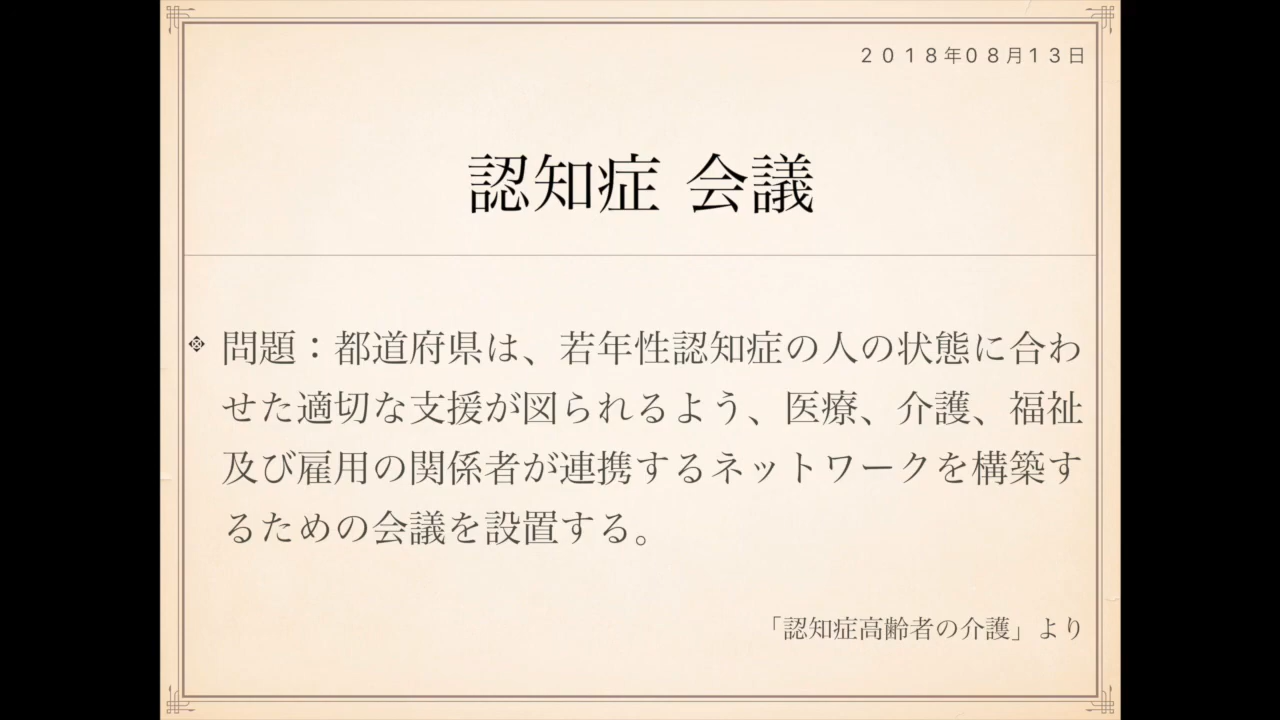 ２０１８年０８月１３日
認知症 会議
問題：都道府県は、若年性認知症の人の状態に合わ
せた適切な支援が図られるよう、医療、介護、福祉
及び雇用の関係者が連携するネットワークを構築す
るための会議を設置する。
「認知症高齢者の介護」より